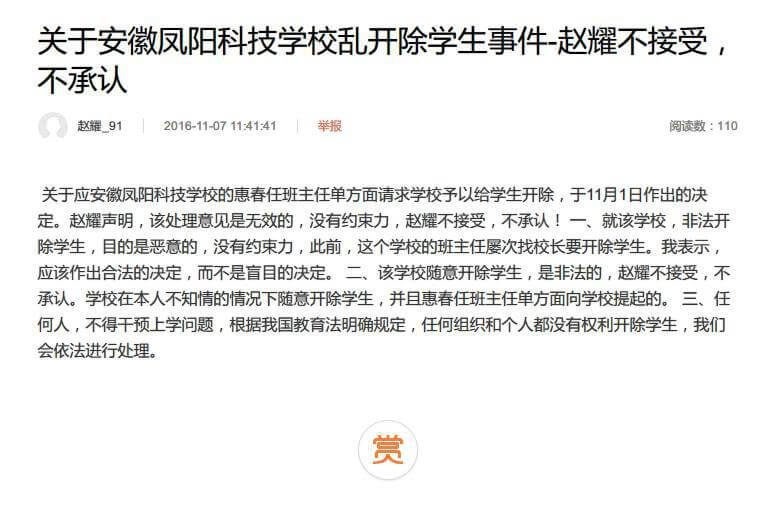 关于安徽凤阳科技学校乱开除学生事件-赵耀不接受，
不承认
赵耀_91 2016-11-07 11:41:41 举报 阅读数：110
关于应安徽凤阳科技学校的惠春任班主任单方面请求学校予以给学生开除，于11月1日作出的决
定。赵耀声明，该处理意见是无效的，没有约束力，赵耀不接受，不承认！ 一、就该学校，非法开
除学生，目的是恶意的，没有约束力，此前，这个学校的班主任屡次找校长要开除学生。我表示，
应该作出合法的决定，而不是盲目的决定。 二、该学校随意开除学生，是非法的，赵耀不接受，不
承认。学校在本人不知情的情况下随意开除学生，并且惠春任班主任单方面向学校提起的。 三、任
何人，不得干预上学问题，根据我国教育法明确规定，任何组织和个人都没有权利开除学生，我们
会依法进行处理。
赏